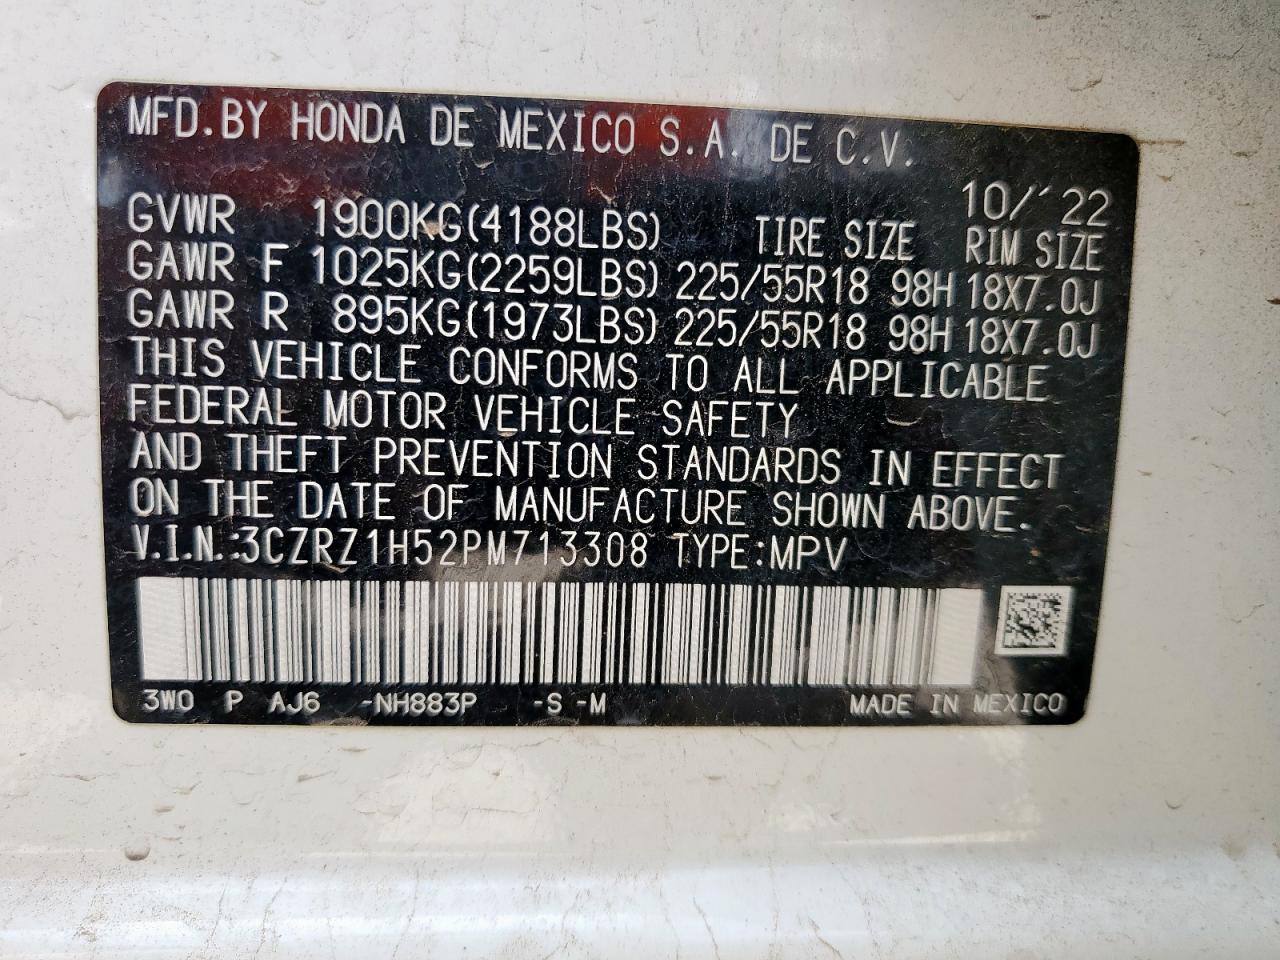 MFD.BY HONDA DE MEXICO S.A. DE C.V.
10/'22
GVWR 1900KG(4188LBS) TIRE SIZE RIM SIZE
GAWR F 1025KG(2259LBS) 225/55R18 98H 18X7.0J
GAWR R 895KG(1973LBS) 225/55R18 98H 18X7.0J
THIS VEHICLE CONFORMS TO ALL APPLICABLE
FEDERAL MOTOR VEHICLE SAFETY
AND THEFT PREVENTION STANDARDS IN EFFECT
ON THE DATE OF MANUFACTURE SHOWN ABOVE.
V.I.N.:3CZRZ1H52PM713308 TYPE:MPV
3W0 P AJ6 -NH883P -S -M MADE IN MEXICO